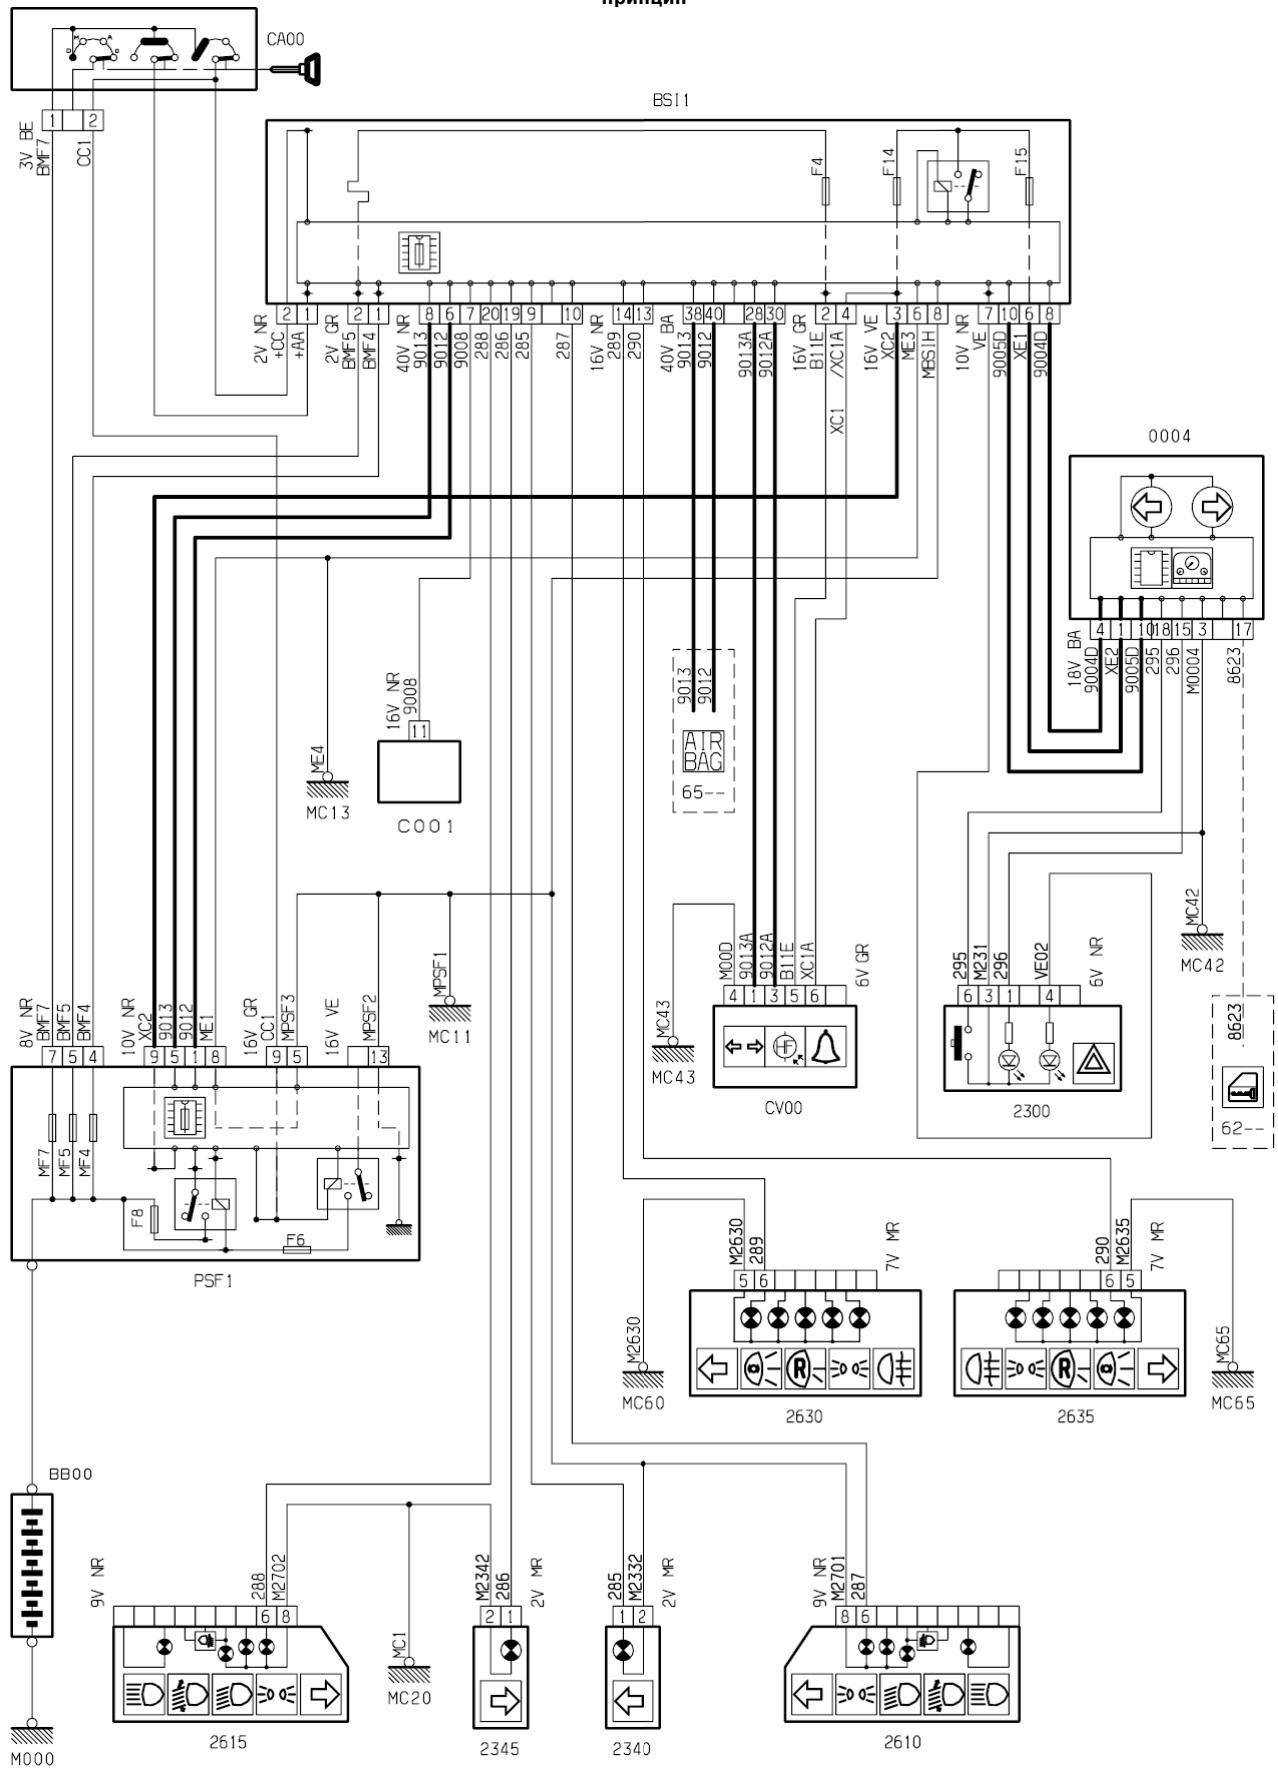 принцип
CA00
M A
D C
1 2
3V BE
BMF7
CC1
BSI1
F4
F14
F15
2 1 2 1 8 6 7 20 19 9 10 14 13 38 40 28 30 2 4 3 6 8 7 10 6 8
2V NR
+CC
+AA
2V GR
BMF5
BMF4
40V NR
9013
9012
9008
288
286
285
287
16V NR
289
290
40V BA
9013
9012
9013A
9012A
16V GR
B11E
/XC1A
16V VE
XC2
ME3
MBSIH
10V NR
VE
9005D
XE1
9004D
XC1
0004
4 1 10 18 15 3 17
18V BA
9004D
XE2
9005D
295
296
M0004
8623
16V NR
9008
11
C001
ME4
MC13
9013
9012
AIR
BAG
65--
MC42
MC42
8623
62--
MPSF1
MC11
MC43
MC43
M00D
9013A
9012A
B11E
XC1A
6V GR
4 1 3 5 6
CV00
295
M231
296
VE02
6V NR
6 3 1 4
2300
8V NR
BMF7
BMF5
BMF4
10V NR
XC2
9013
9012
ME1
16V GR
CC1
MPSF3
16V VE
MPSF2
7 5 4 9 5 1 8 9 5 13
MF7
MF5
MF4
F8
F6
PSF1
M2630
289
7V MR
5 6
M2630
MC60
R
2630
290
M2635
7V MR
6 5
MC65
MC65
R
2635
BB00
M000
9V NR
288
M2702
6 8
2615
MC1
MC20
M2342
286
2V MR
2 1
2345
285
M2332
2V MR
1 2
2340
9V NR
M2701
287
8 6
2610